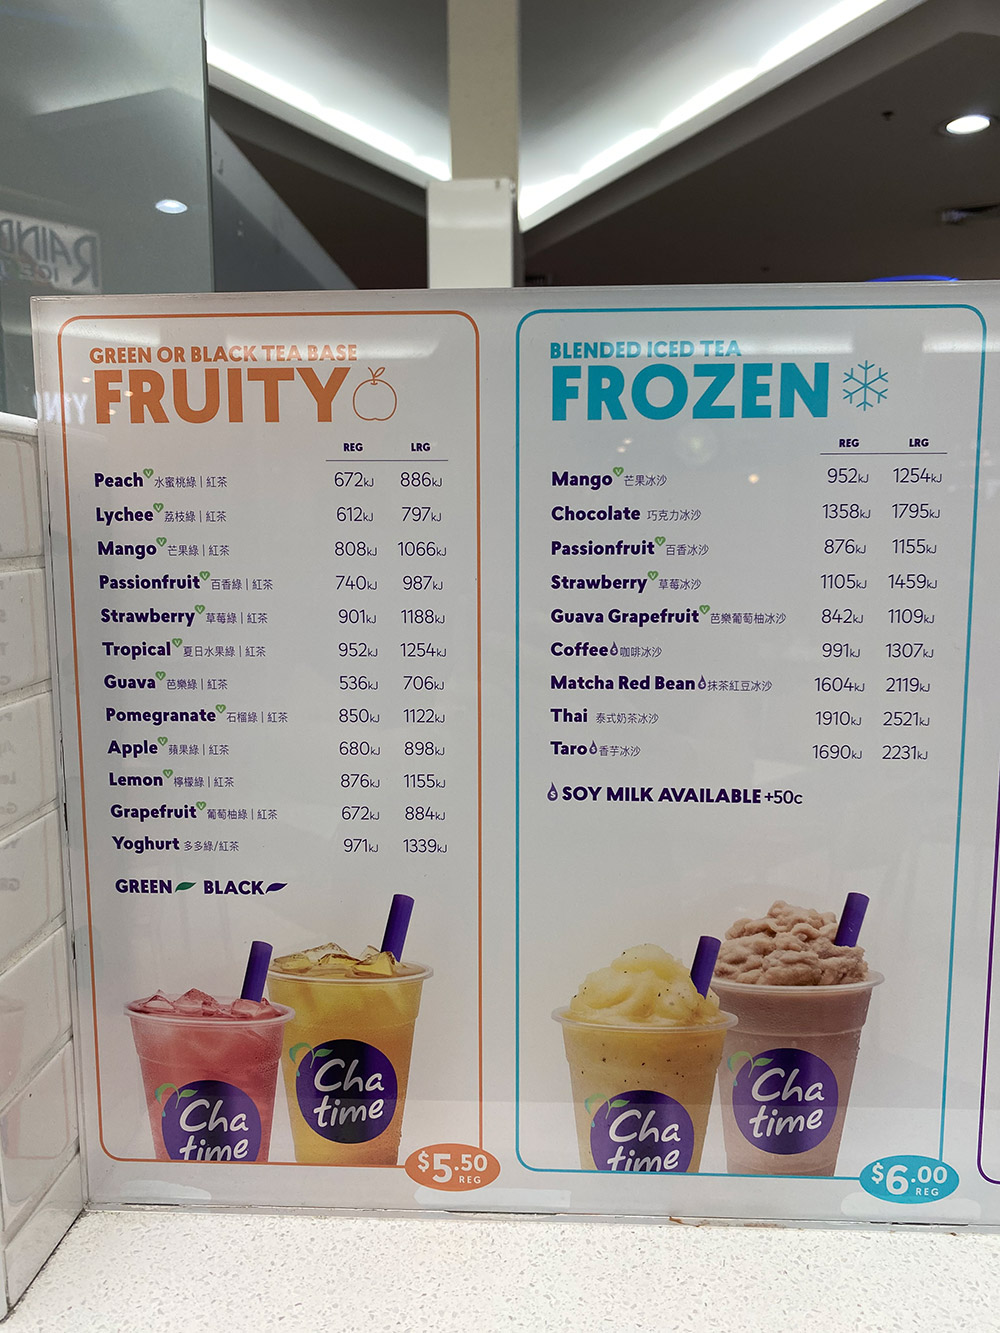 GREEN OR BLACK TEA BASE
FRUITY
REG LRG
Peach V 水蜜桃綠 | 紅茶 672kJ 886kJ
Lychee V 荔枝綠 | 紅茶 612kJ 797kJ
Mango V 芒果綠 | 紅茶 808kJ 1066kJ
Passionfruit V 百香綠 | 紅茶 740kJ 987kJ
Strawberry V 草莓綠 | 紅茶 901kJ 1188kJ
Tropical V 夏日水果綠 | 紅茶 952kJ 1254kJ
Guava V 芭樂綠 | 紅茶 536kJ 706kJ
Pomegranate V 石榴綠 | 紅茶 850kJ 1122kJ
Apple V 蘋果綠 | 紅茶 680kJ 898kJ
Lemon V 檸檬綠 | 紅茶 876kJ 1155kJ
Grapefruit V 葡萄柚綠 | 紅茶 672kJ 884kJ
Yoghurt 多多綠/紅茶 971kJ 1339kJ
GREEN BLACK
Cha
time
Cha
time
$5.50
REG
BLENDED ICED TEA
FROZEN
REG LRG
Mango V 芒果冰沙 952kJ 1254kJ
Chocolate 巧克力冰沙 1358kJ 1795kJ
Passionfruit V 百香冰沙 876kJ 1155kJ
Strawberry V 草莓冰沙 1105kJ 1459kJ
Guava Grapefruit V 芭樂葡萄柚冰沙 842kJ 1109kJ
Coffee 咖啡冰沙 991kJ 1307kJ
Matcha Red Bean 抹茶紅豆冰沙 1604kJ 2119kJ
Thai 泰式奶茶冰沙 1910kJ 2521kJ
Taro 香芋冰沙 1690kJ 2231kJ
S SOY MILK AVAILABLE +50c
Cha
time
Cha
time
$6.00
REG